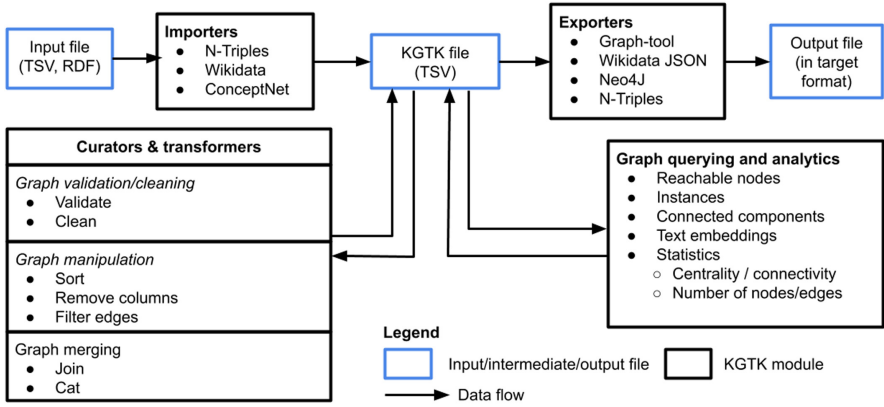 Input file
(TSV, RDF)
Importers
● N-Triples
● Wikidata
● ConceptNet
KGTK file
(TSV)
Exporters
● Graph-tool
● Wikidata JSON
● Neo4J
● N-Triples
Output file
(in target
format)
Curators & transformers
Graph validation/cleaning
● Validate
● Clean
Graph manipulation
● Sort
● Remove columns
● Filter edges
Graph merging
● Join
● Cat
Graph querying and analytics
● Reachable nodes
● Instances
● Connected components
● Text embeddings
● Statistics
○ Centrality / connectivity
○ Number of nodes/edges
Legend
Input/intermediate/output file
KGTK module
Data flow